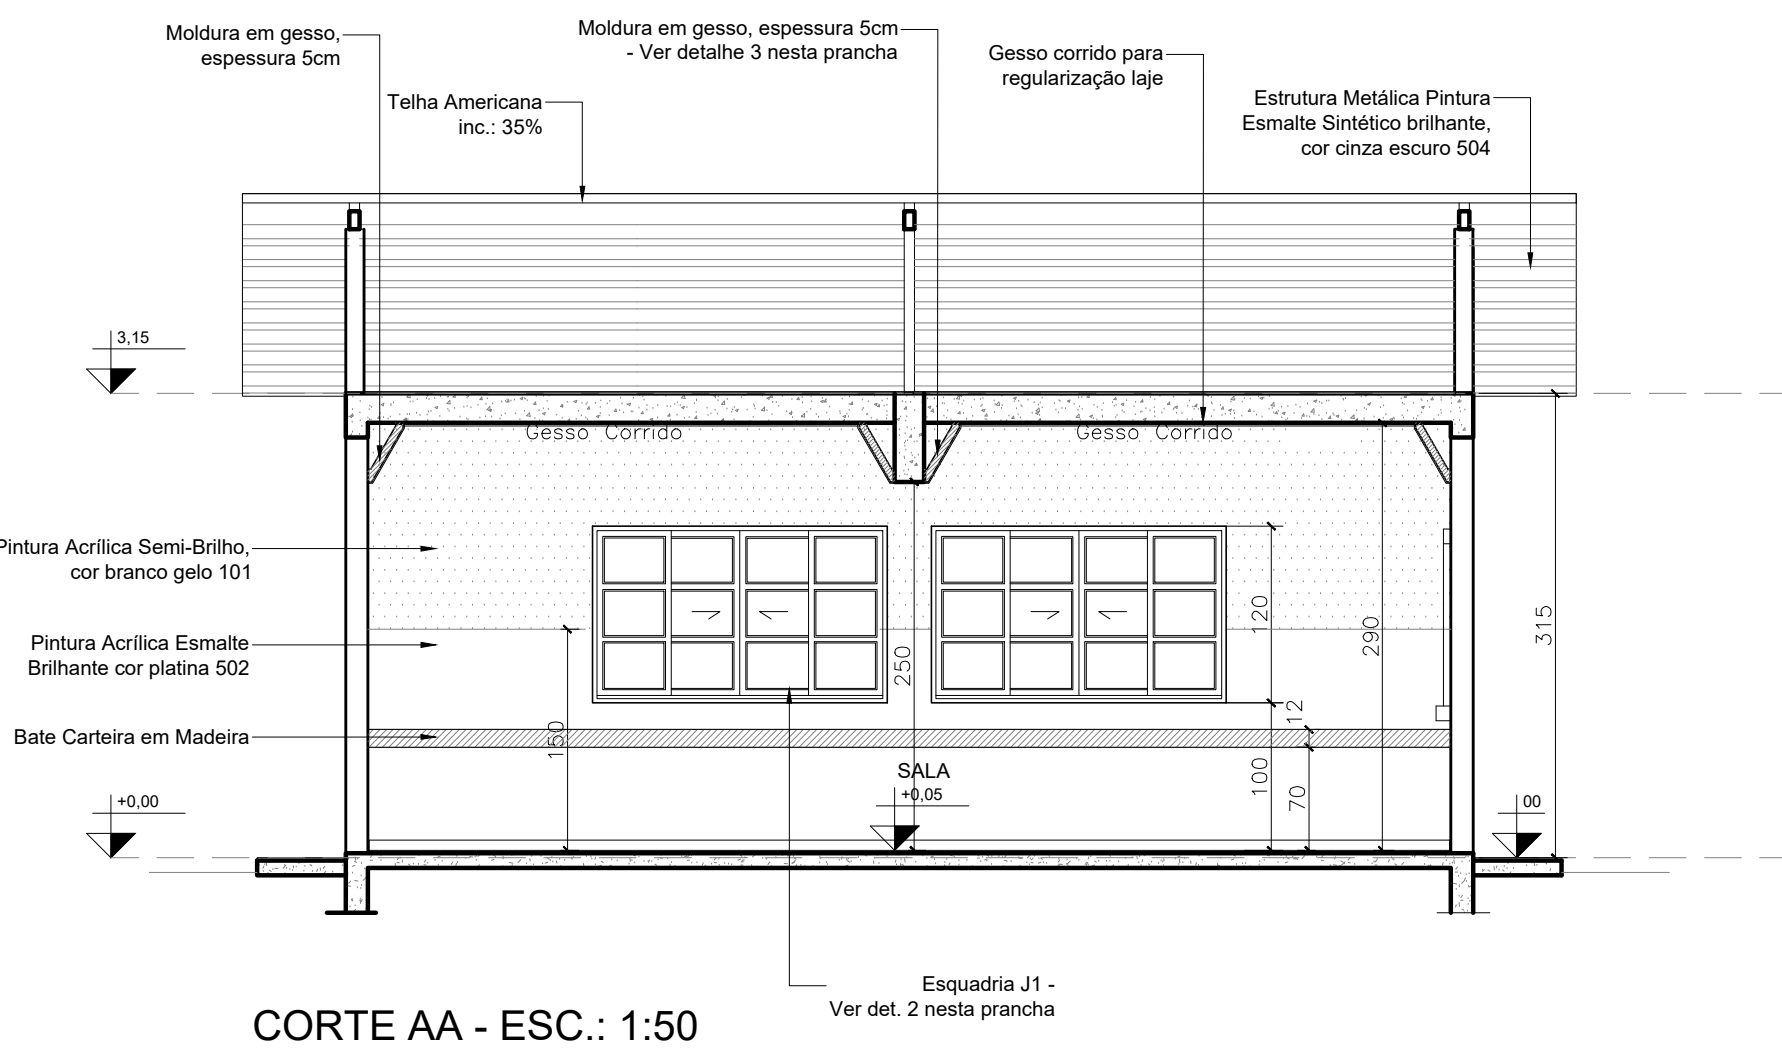 Moldura em gesso,
espessura 5cm
Moldura em gesso, espessura 5cm
- Ver detalhe 3 nesta prancha
Gesso corrido para
regularização laje
Telha Americana
inc.: 35%
Estrutura Metálica Pintura
Esmalte Sintético brilhante,
cor cinza escuro 504
3,15
Gesso Corrido
Gesso Corrido
Pintura Acrílica Semi-Brilho,
cor branco gelo 101
120
290
315
Pintura Acrílica Esmalte
Brilhante cor platina 502
250
12
150
Bate Carteira em Madeira
SALA
+0,05
100
70
+0,00
00
Esquadria J1 -
Ver det. 2 nesta prancha
CORTE AA - ESC.: 1:50